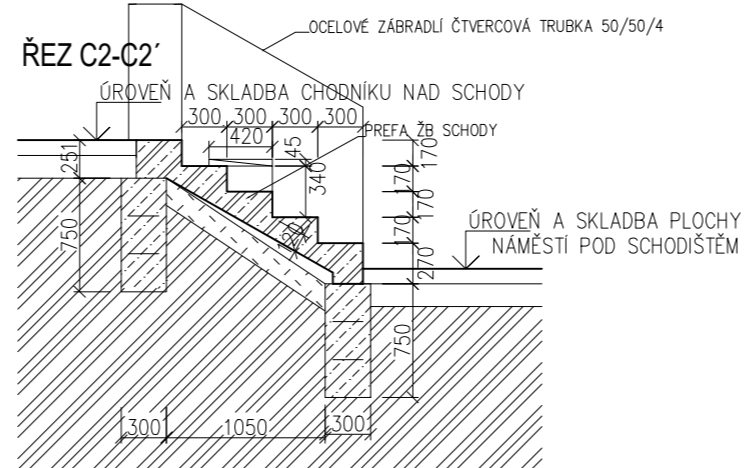 OCELOVÉ ZÁBRADLÍ ČTVERCOVÁ TRUBKA 50/50/4
ŘEZ C2-C2´
ÚROVEŇ A SKLADBA CHODNÍKU NAD SCHODY
300 300 300 300
PREFA ŽB SCHODY
420
45
340
251
750
170
170
170
170
270
750
120
ÚROVEŇ A SKLADBA PLOCHY
NÁMĚSTÍ POD SCHODIŠTĚM
300 1050 300